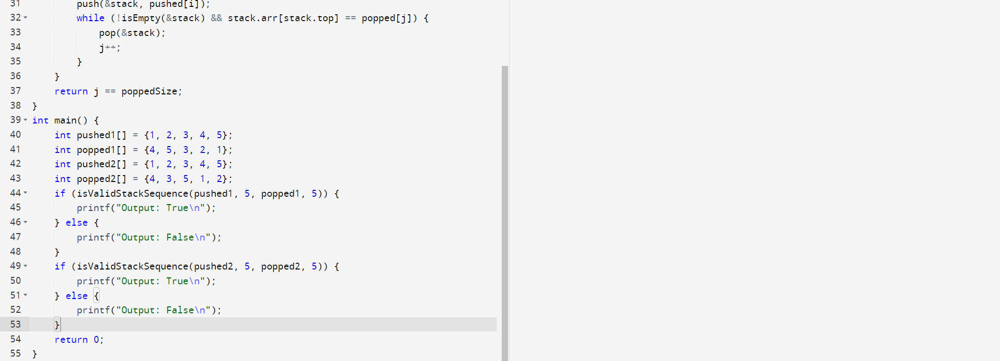 31 push(&stack, pushed[i]);
32 while (!isEmpty(&stack) && stack.arr[stack.top] == popped[j]) {
33 pop(&stack);
34 j++;
35 }
36 }
37 return j == poppedSize;
38 }
39 int main() {
40 int pushed1[] = {1, 2, 3, 4, 5};
41 int popped1[] = {4, 5, 3, 2, 1};
42 int pushed2[] = {1, 2, 3, 4, 5};
43 int popped2[] = {4, 3, 5, 1, 2};
44 if (isValidStackSequence(pushed1, 5, popped1, 5)) {
45 printf("Output: True\n");
46 } else {
47 printf("Output: False\n");
48 }
49 if (isValidStackSequence(pushed2, 5, popped2, 5)) {
50 printf("Output: True\n");
51 } else {
52 printf("Output: False\n");
53 }
54 return 0;
55 }